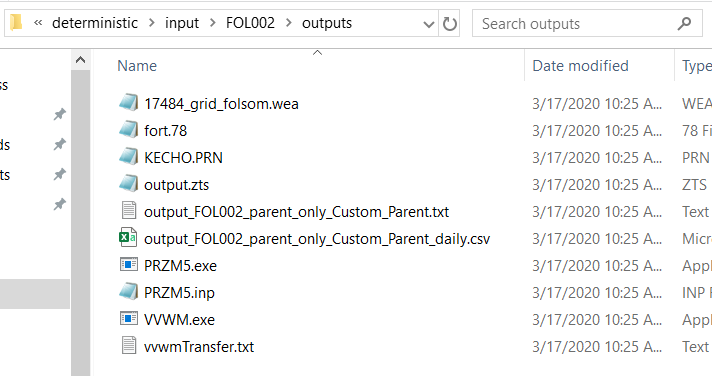 « deterministic > input > FOL002 > outputs Search outputs
Name Date modified Type
17484_grid_folsom.wea 3/17/2020 10:25 A... WEA
fort.78 3/17/2020 10:25 A... 78 Fi
KECHO.PRN 3/17/2020 10:25 A... PRN
output.zts 3/17/2020 10:25 A... ZTS
output_FOL002_parent_only_Custom_Parent.txt 3/17/2020 10:25 A... Text
output_FOL002_parent_only_Custom_Parent_daily.csv 3/17/2020 10:25 A... Micr
PRZM5.exe 3/17/2020 10:25 A... Appl
PRZM5.inp 3/17/2020 10:25 A... INP F
VVWM.exe 3/17/2020 10:25 A... Appl
vvwmTransfer.txt 3/17/2020 10:25 A... Text
ss
ds
ts